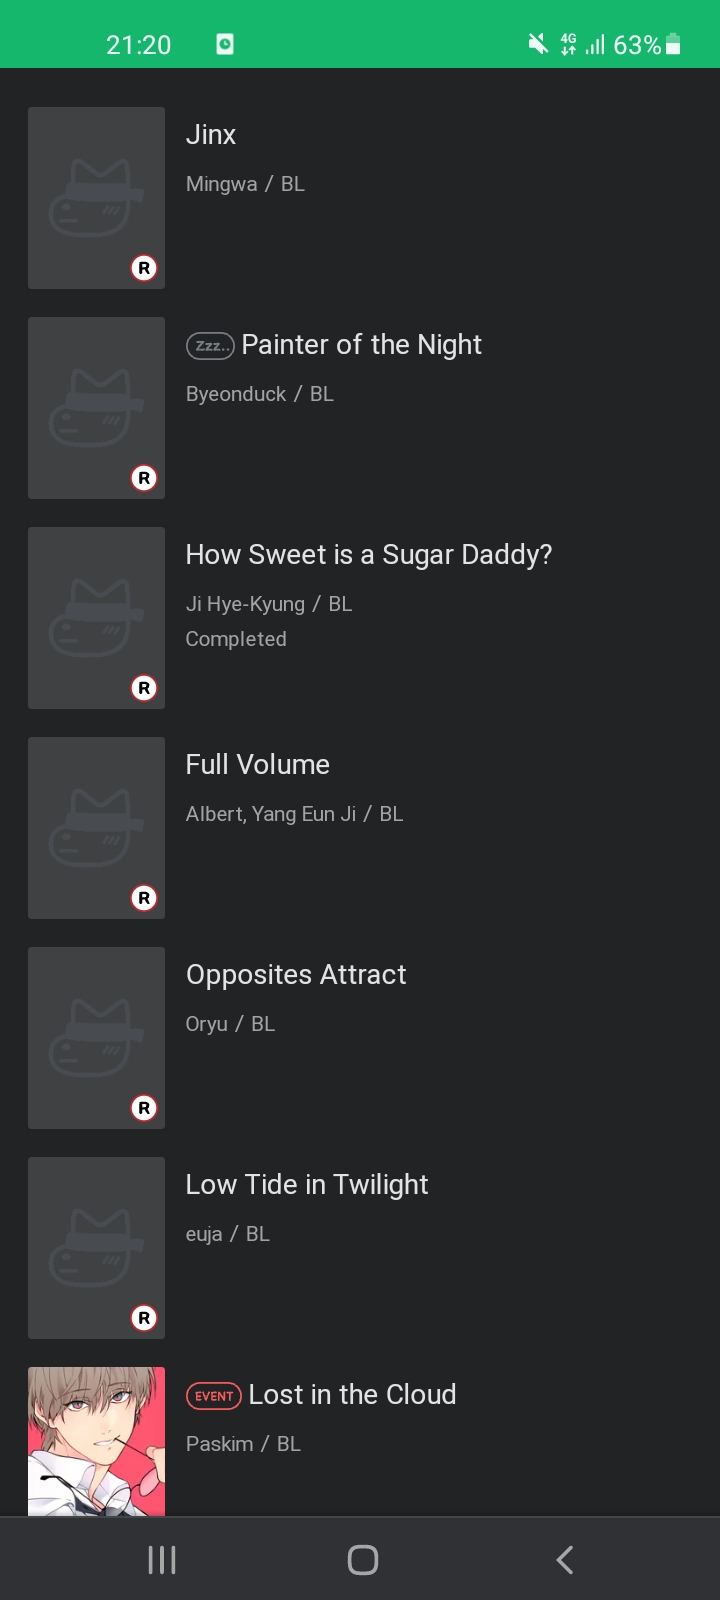 21:20
4G
63%
Jinx
Mingwa / BL
R
Zzz.. Painter of the Night
Byeonduck / BL
R
How Sweet is a Sugar Daddy?
Ji Hye-Kyung / BL
Completed
R
Full Volume
Albert, Yang Eun Ji / BL
R
Opposites Attract
Oryu / BL
R
Low Tide in Twilight
euja / BL
R
EVENT Lost in the Cloud
Paskim / BL